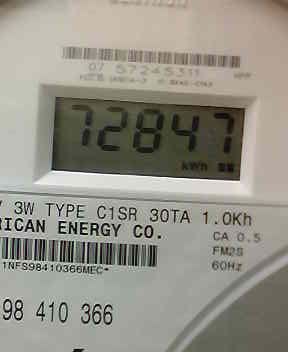 07 57245311
72847
kWh
3W TYPE C1SR 30TA 1.0Kh
RICAN ENERGY CO. CA 0.5
FM2S
1NFS98410366MEC* 60Hz
98 410 366